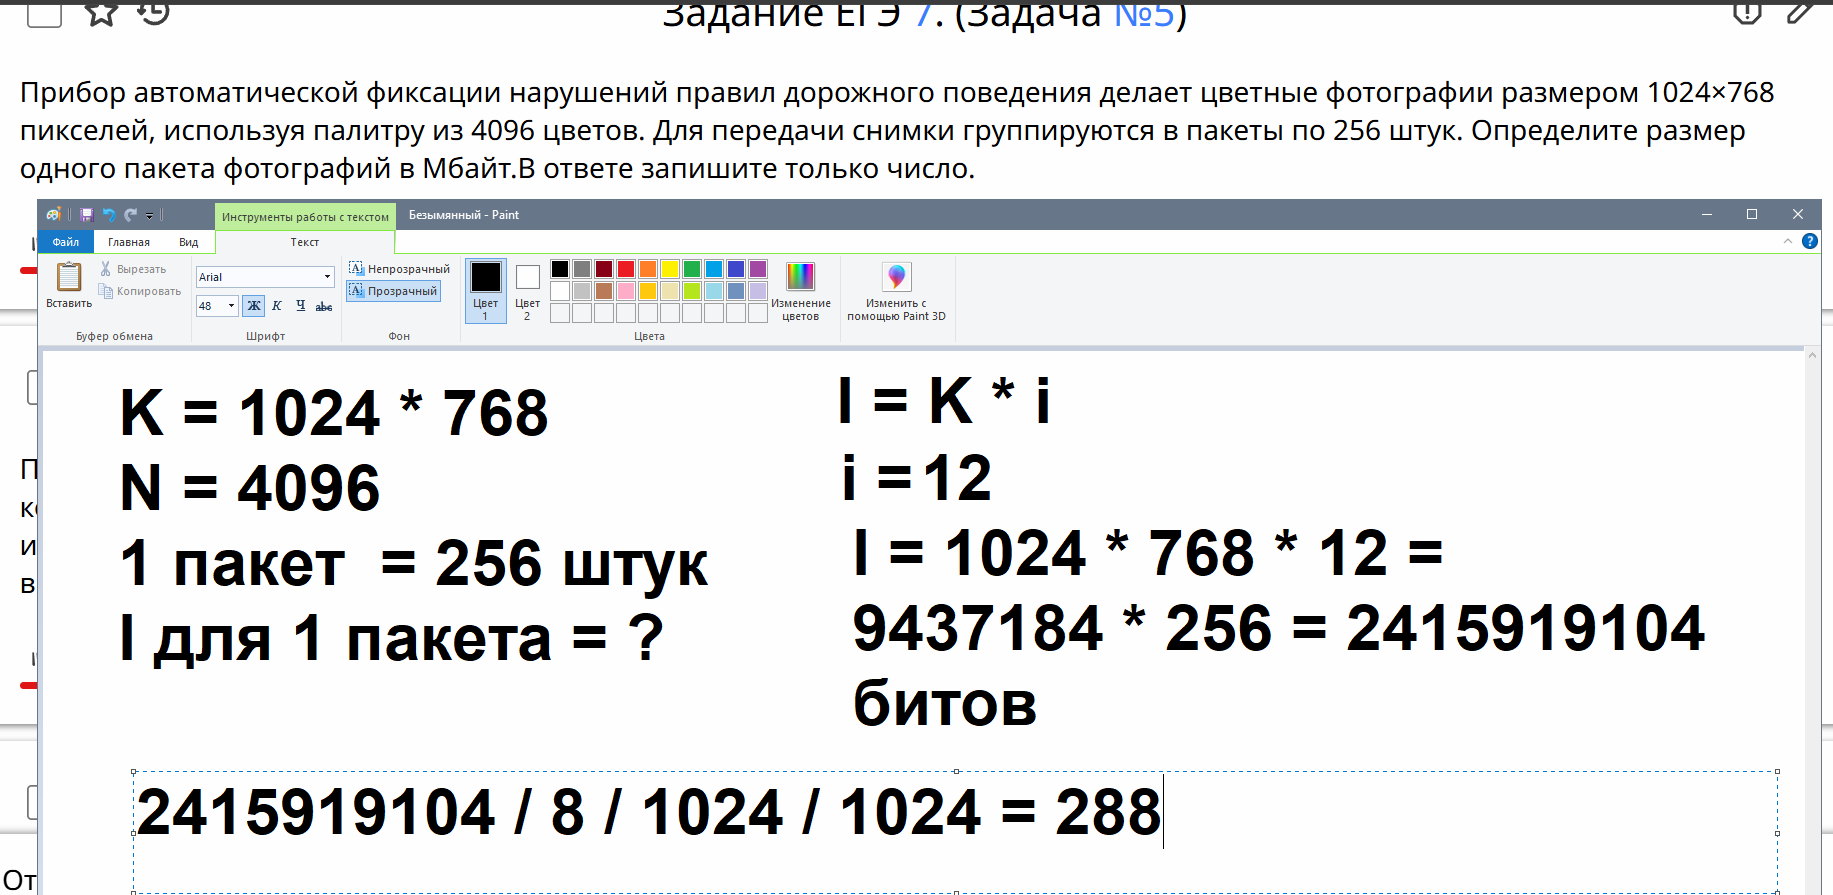 Задание ЕГЭ 7. (Задача №5)
Прибор автоматической фиксации нарушений правил дорожного поведения делает цветные фотографии размером 1024×768
пикселей, используя палитру из 4096 цветов. Для передачи снимки группируются в пакеты по 256 штук. Определите размер
одного пакета фотографий в Мбайт.В ответе запишите только число.
Инструменты работы с текстом
Безымянный - Paint
Файл
Главная
Вид
Текст
Вставить
Вырезать
Копировать
Буфер обмена
Arial
48
Ж К Ч abc
Шрифт
Непрозрачный
Прозрачный
Фон
Цвет
1
Цвет
2
Цвета
Изменение
цветов
Изменить с
помощью Paint 3D
K = 1024 * 768
N = 4096
1 пакет = 256 штук
I для 1 пакета = ?
I = K * i
i = 12
I = 1024 * 768 * 12 =
9437184 * 256 = 2415919104
битов
2415919104 / 8 / 1024 / 1024 = 288
П
и
в
От